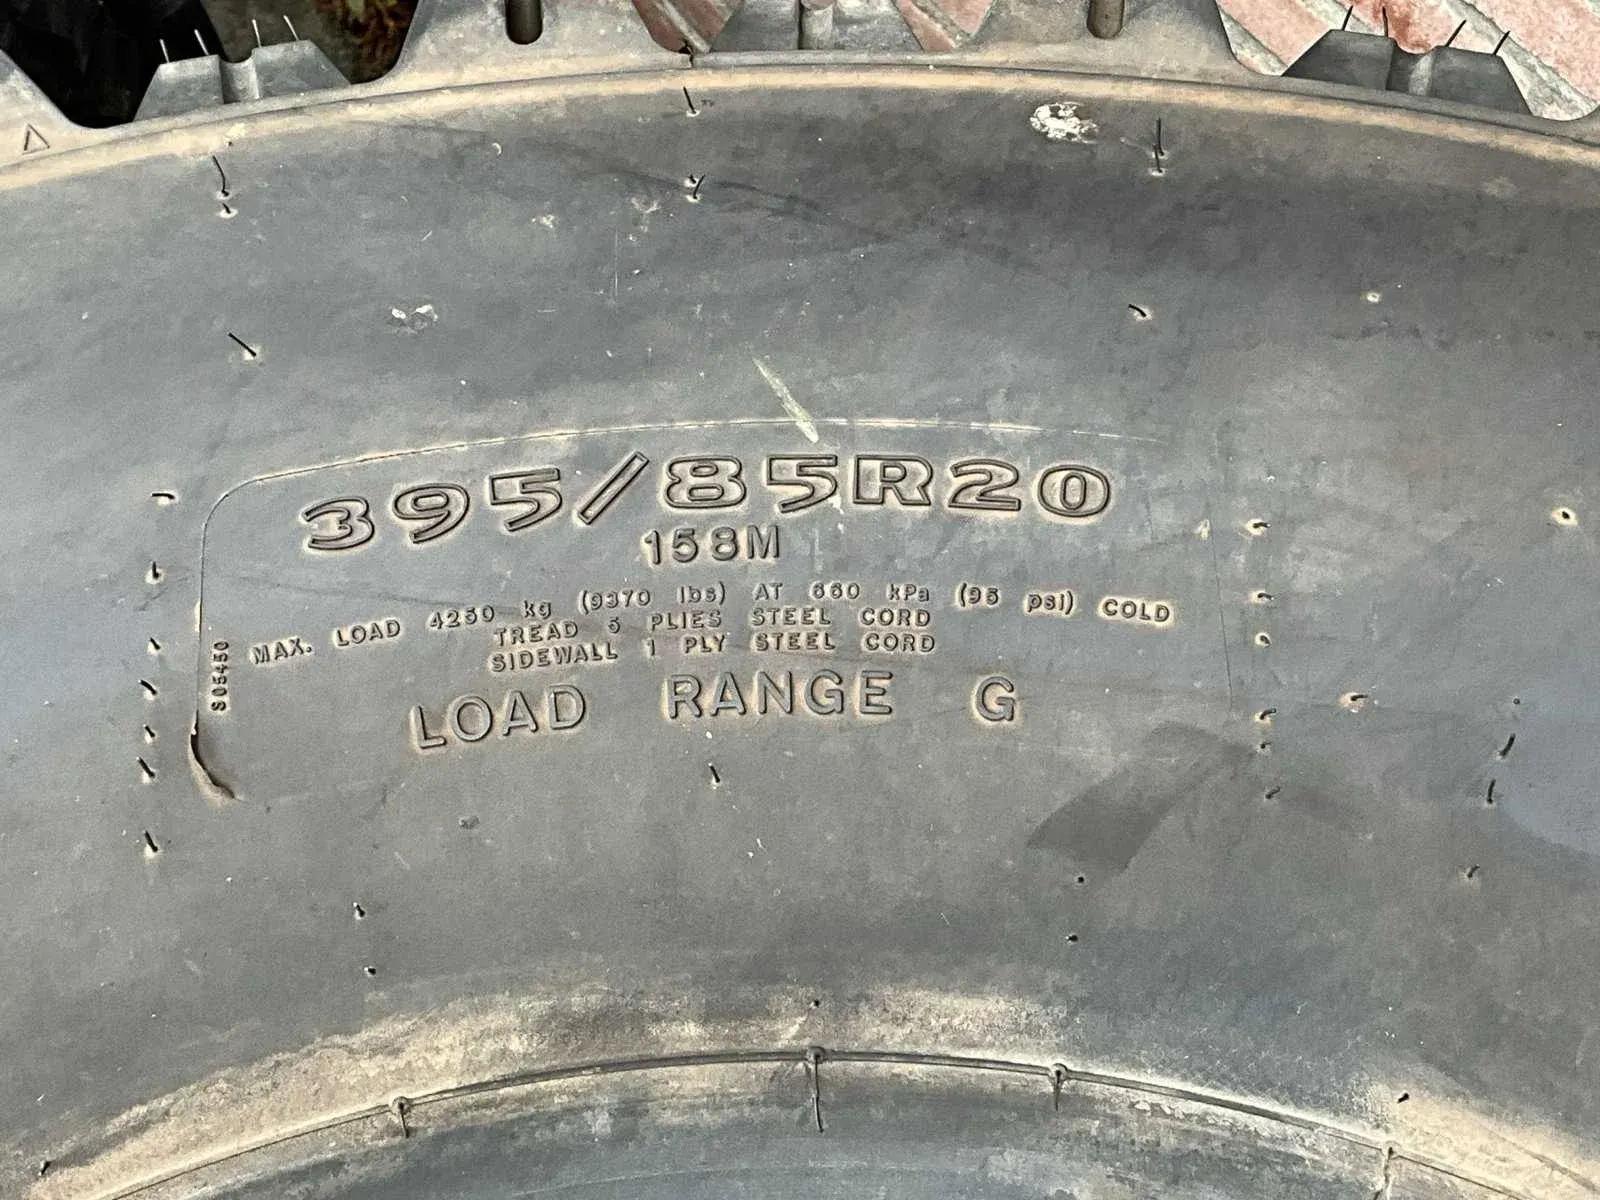 395/85R20
158M
MAX. LOAD 4250 kg (9370 lbs) AT 660 kPa (95 psi) COLD
TREAD 5 PLIES STEEL CORD
SIDEWALL 1 PLY STEEL CORD
LOAD RANGE G
S05450